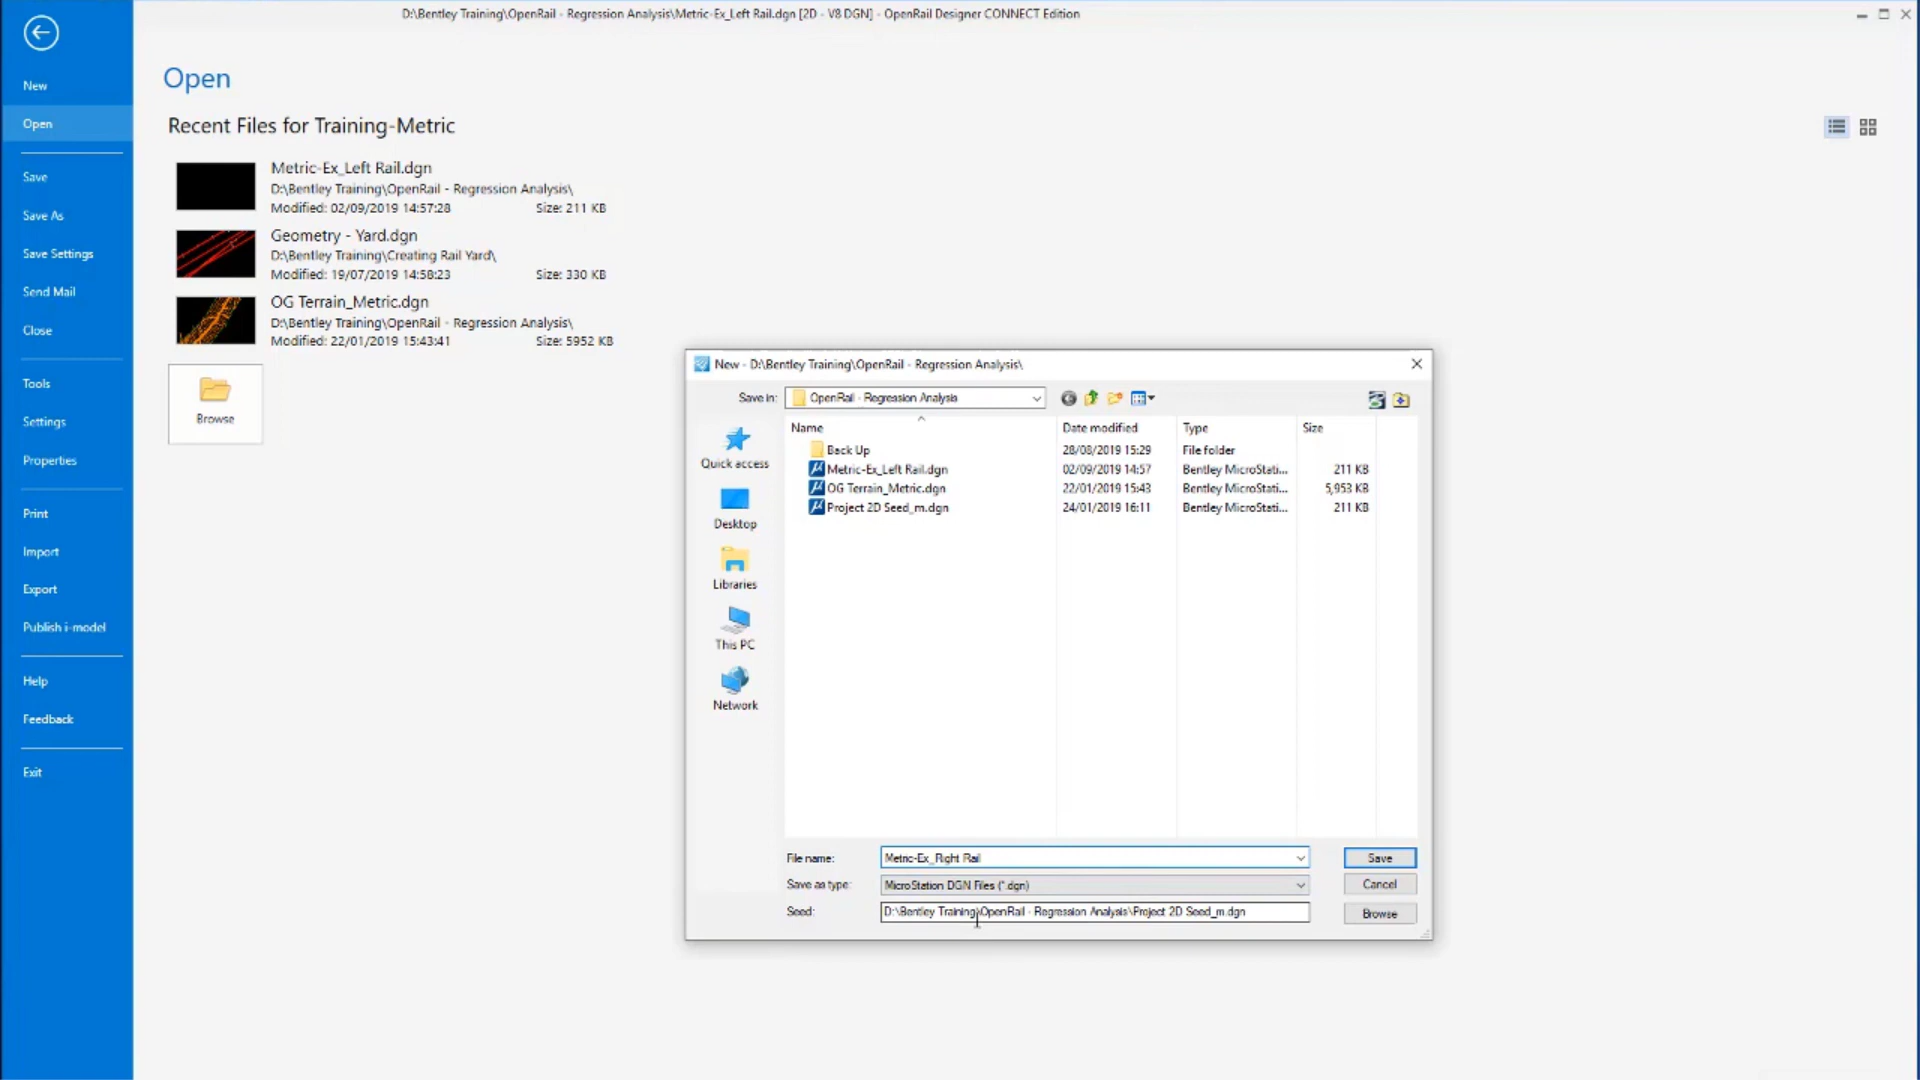 D:\Bentley Training\OpenRail - Regression Analysis\Metric-Ex_Left Rail.dgn [2D - V8 DGN] - OpenRail Designer CONNECT Edition
New
Open
Save
Save As
Save Settings
Send Mail
Close
Tools
Settings
Properties
Print
Import
Export
Publish i-model
Help
Feedback
Exit
Open
Recent Files for Training-Metric
Metric-Ex_Left Rail.dgn
D:\Bentley Training\OpenRail - Regression Analysis\
Modified: 02/09/2019 14:57:28 Size: 211 KB
Geometry - Yard.dgn
D:\Bentley Training\Creating Rail Yard\
Modified: 19/07/2019 14:58:23 Size: 330 KB
OG Terrain_Metric.dgn
D:\Bentley Training\OpenRail - Regression Analysis\
Modified: 22/01/2019 15:43:41 Size: 5952 KB
Browse
New - D:\Bentley Training\OpenRail - Regression Analysis\
Save in: OpenRail - Regression Analysis
Quick access
Desktop
Libraries
This PC
Network
Name Date modified Type Size
Back Up 28/08/2019 15:29 File folder
Metric-Ex_Left Rail.dgn 02/09/2019 14:57 Bentley MicroStati... 211 KB
OG Terrain_Metric.dgn 22/01/2019 15:43 Bentley MicroStati... 5,953 KB
Project 2D Seed_m.dgn 24/01/2019 16:11 Bentley MicroStati... 211 KB
File name: Metric-Ex_Right Rail Save
Save as type: MicroStation DGN Files (*.dgn) Cancel
Seed: D:\Bentley Training\OpenRail - Regression Analysis\Project 2D Seed_m.dgn Browse